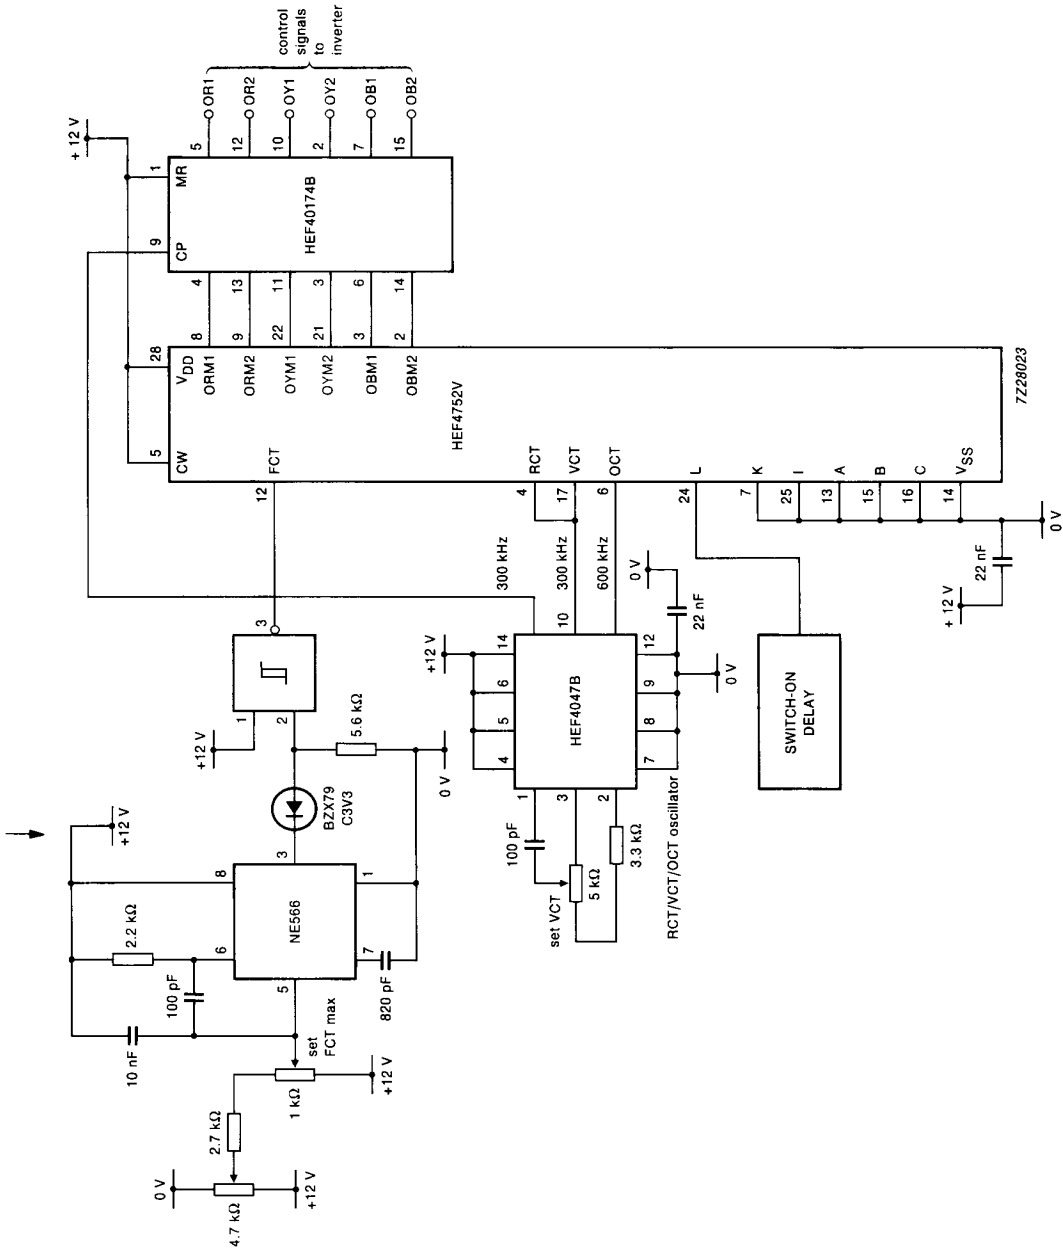 control
signals
to
inverter
OR1
OR2
OY1
OY2
OB1
OB2
5
12
10
2
7
15
+ 12 V
1
MR
9
CP
HEF40174B
4
13
11
3
6
14
8
9
22
21
3
2
28
VDD
ORM1
ORM2
OYM1
OYM2
OBM1
OBM2
5
CW
HEF4752V
7Z28023
12
FCT
4
RCT
17
VCT
6
OCT
24
L
7
K
25
I
13
A
15
B
16
C
14
VSS
0 V
22 nF
+ 12 V
300 kHz
300 kHz
600 kHz
0 V
22 nF
3
1
2
+12 V
5.6 kΩ
0 V
BZX79
C3V3
+12 V
14
10
6
5
4
12
9
8
7
HEF4047B
0 V
1
3
2
100 pF
set VCT
5 kΩ
3.3 kΩ
RCT/VCT/OCT oscillator
SWITCH-ON
DELAY
+12 V
3
8
1
6
7
5
NE566
2.2 kΩ
100 pF
820 pF
10 nF
set
FCT max
1 kΩ
+12 V
2.7 kΩ
0 V
+12 V
4.7 kΩ